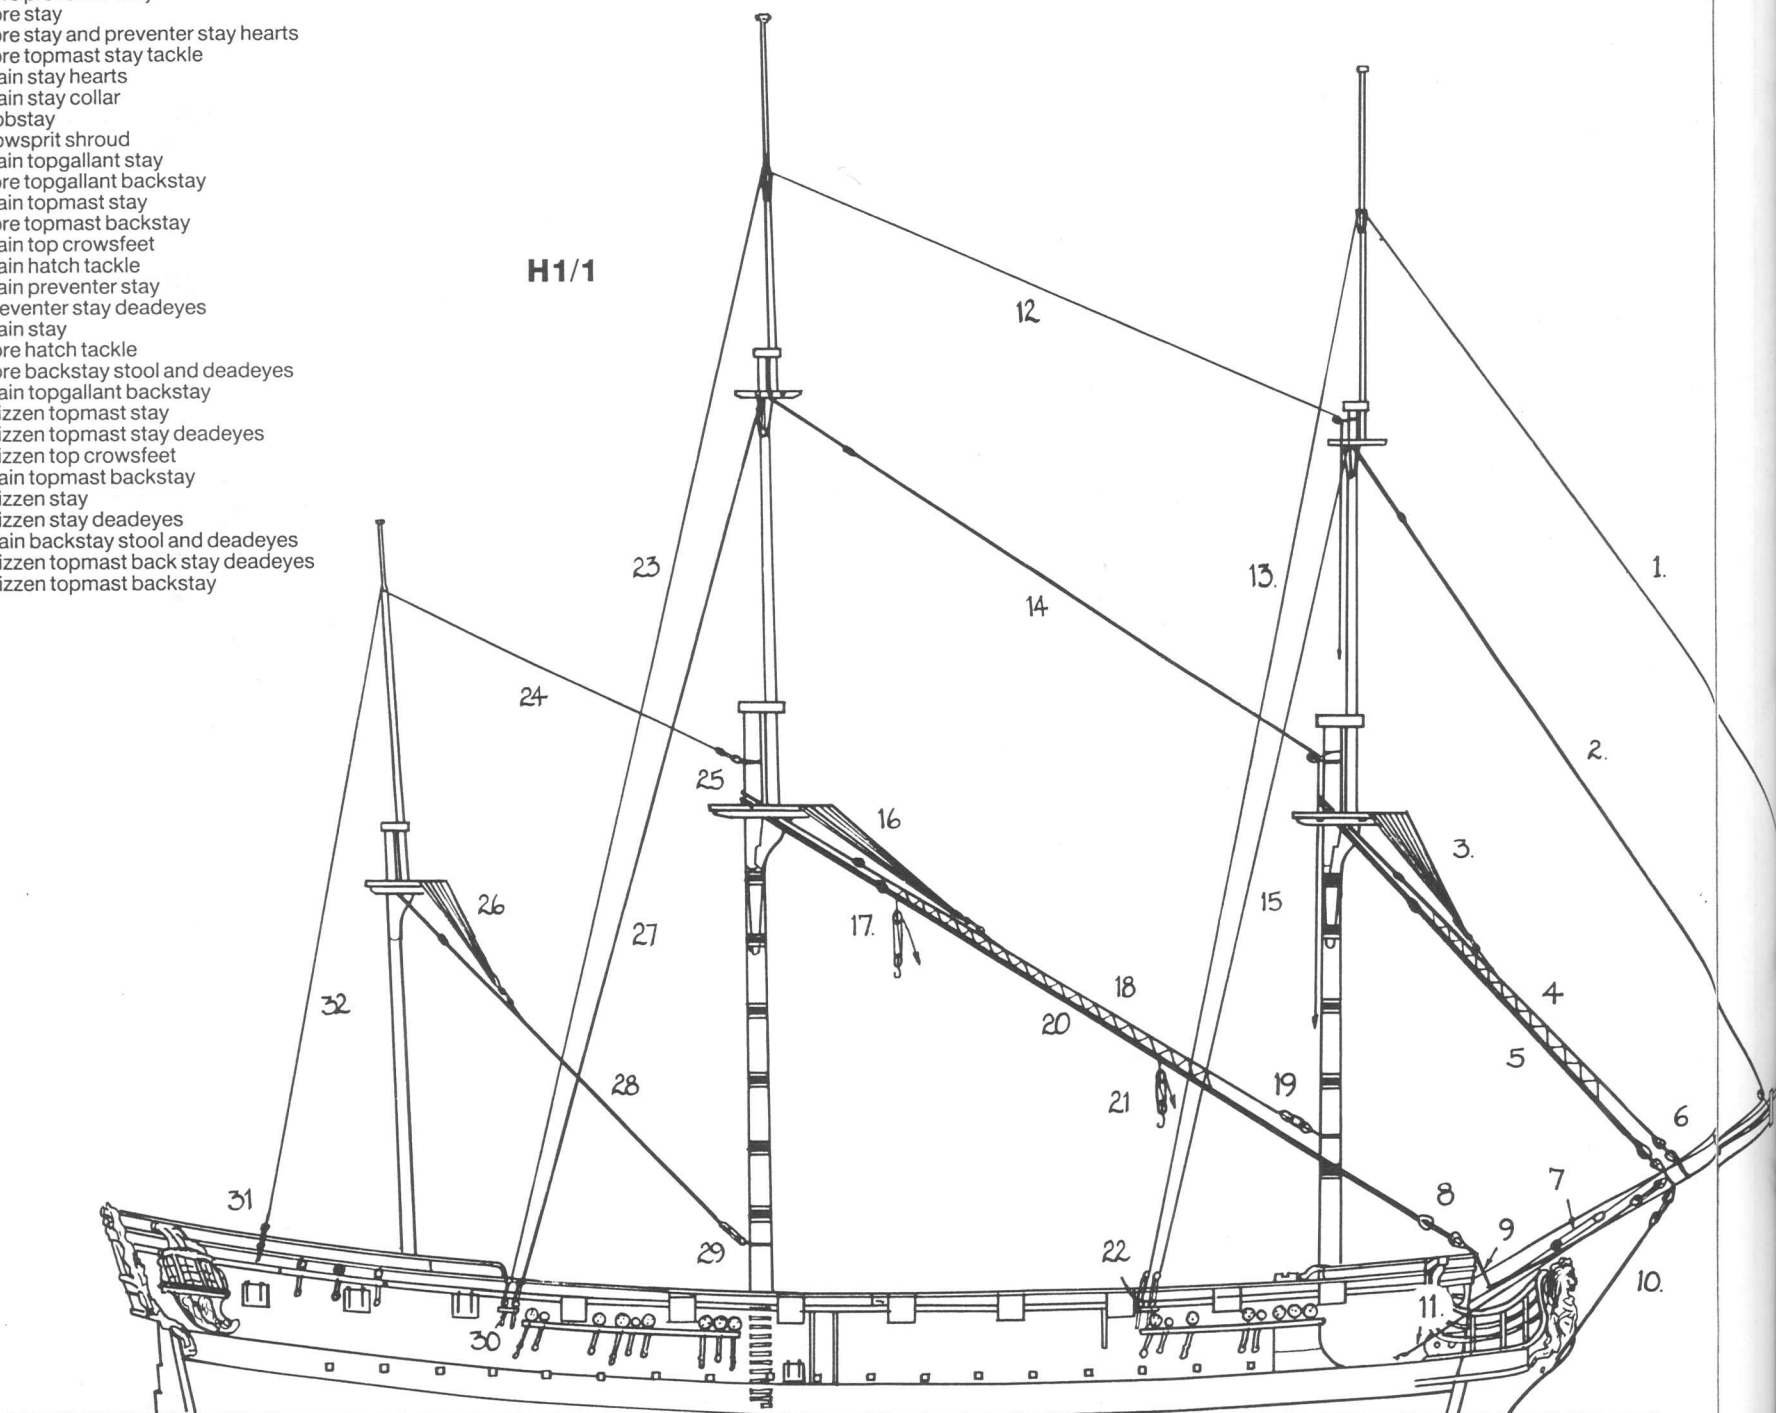 ore stay
ore stay and preventer stay hearts
ore topmast stay tackle
ain stay hearts
ain stay collar
obstay
owsprit shroud
ain topgallant stay
ore topgallant backstay
ain topmast stay
ore topmast backstay
ain top crowsfeet
ain hatch tackle
ain preventer stay
eventer stay deadeyes
ain stay
ore hatch tackle
ore backstay stool and deadeyes
ain topgallant backstay
izzen topmast stay
izzen topmast stay deadeyes
izzen top crowsfeet
ain topmast backstay
izzen stay
izzen stay deadeyes
ain backstay stool and deadeyes
izzen topmast back stay deadeyes
izzen topmast backstay
H1/1
12
23
13.
1.
14
24
2.
25
16
3.
26
27
17.
15
32
18
4
20
5
28
21
19
6
31
8
7
29
22
9
10.
11.
30